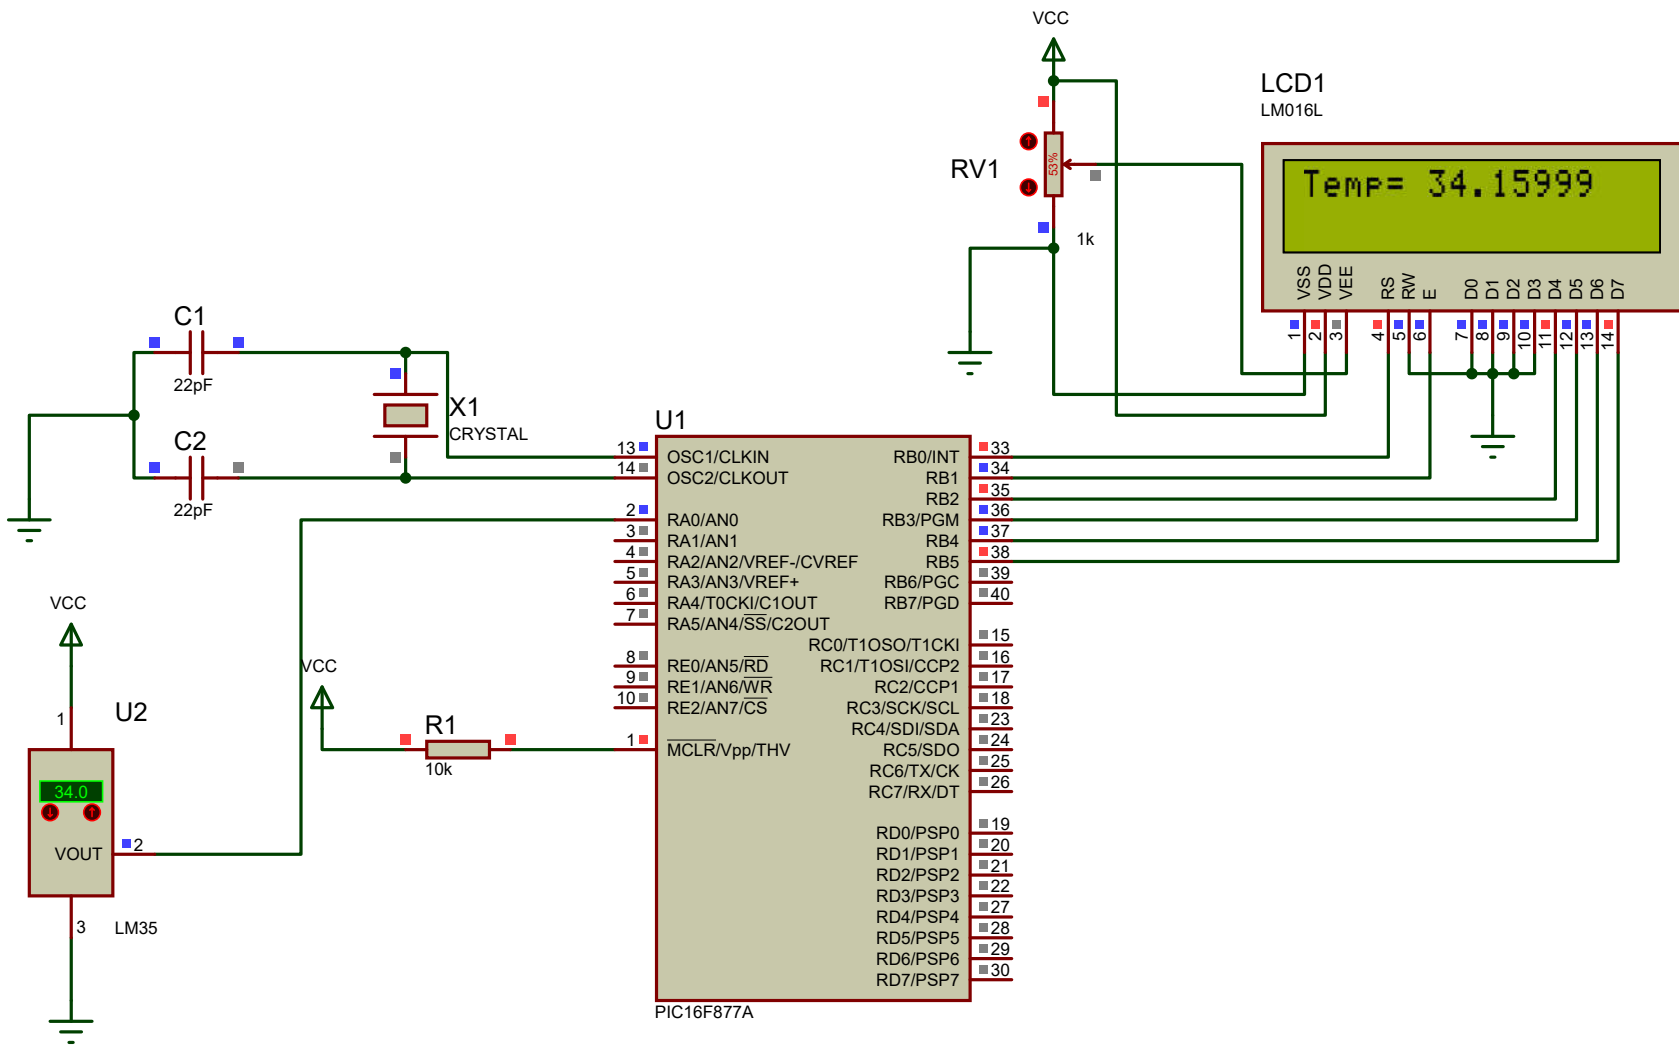 VCC
LCD1
LM016L
RV1
53%
1k
Temp= 34.15999
VSS
VDD
VEE
RS
RW
E
D0
D1
D2
D3
D4
D5
D6
D7
1
2
3
4
5
6
7
8
9
10
11
12
13
14
C1
22pF
X1
CRYSTAL
C2
22pF
U1
13 OSC1/CLKIN
14 OSC2/CLKOUT
2 RA0/AN0
3 RA1/AN1
4 RA2/AN2/VREF-/CVREF
5 RA3/AN3/VREF+
6 RA4/T0CKI/C1OUT
7 RA5/AN4/SS/C2OUT
8 RE0/AN5/RD
9 RE1/AN6/WR
10 RE2/AN7/CS
1 MCLR/Vpp/THV
RB0/INT 33
RB1 34
RB2 35
RB3/PGM 36
RB4 37
RB5 38
RB6/PGC 39
RB7/PGD 40
RC0/T1OSO/T1CKI 15
RC1/T1OSI/CCP2 16
RC2/CCP1 17
RC3/SCK/SCL 18
RC4/SDI/SDA 23
RC5/SDO 24
RC6/TX/CK 25
RC7/RX/DT 26
RD0/PSP0 19
RD1/PSP1 20
RD2/PSP2 21
RD3/PSP3 22
RD4/PSP4 27
RD5/PSP5 28
RD6/PSP6 29
RD7/PSP7 30
PIC16F877A
VCC
R1
10k
VCC
1
U2
34.0
VOUT
2
3
LM35